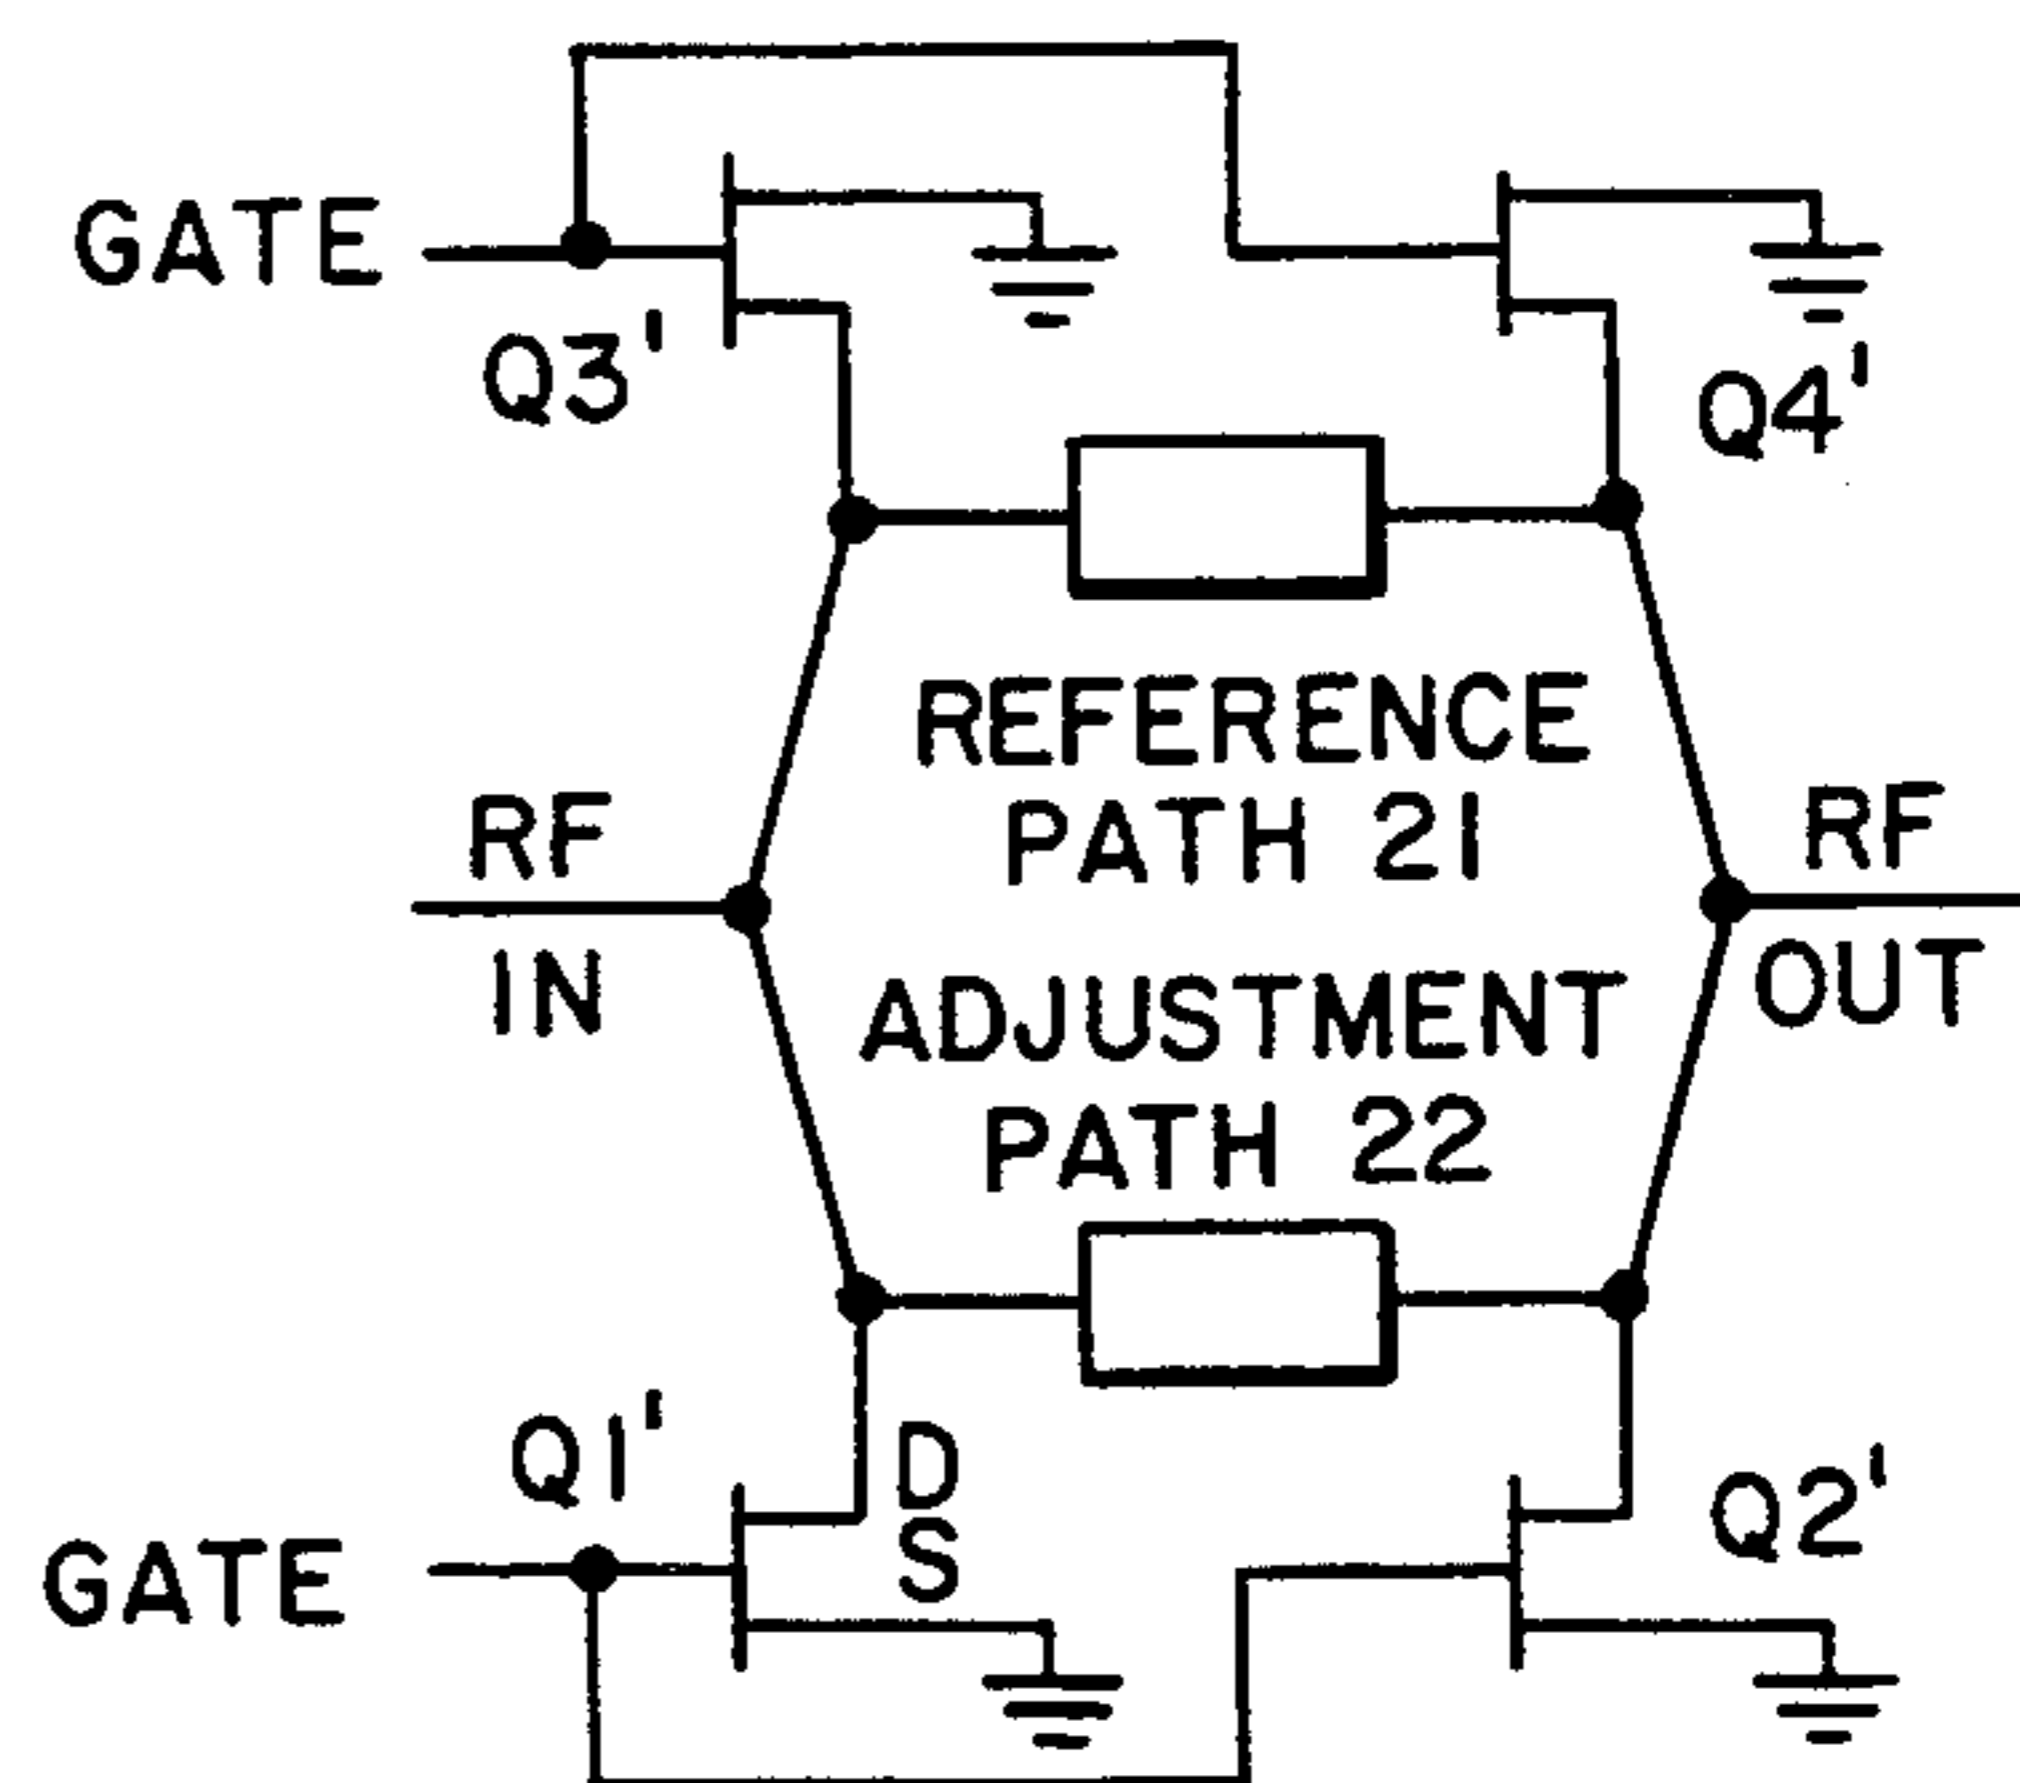 GATE
Q3'
Q4'
REFERENCE
PATH 21
RF
IN
RF
OUT
ADJUSTMENT
PATH 22
Q1'
D
S
Q2'
GATE